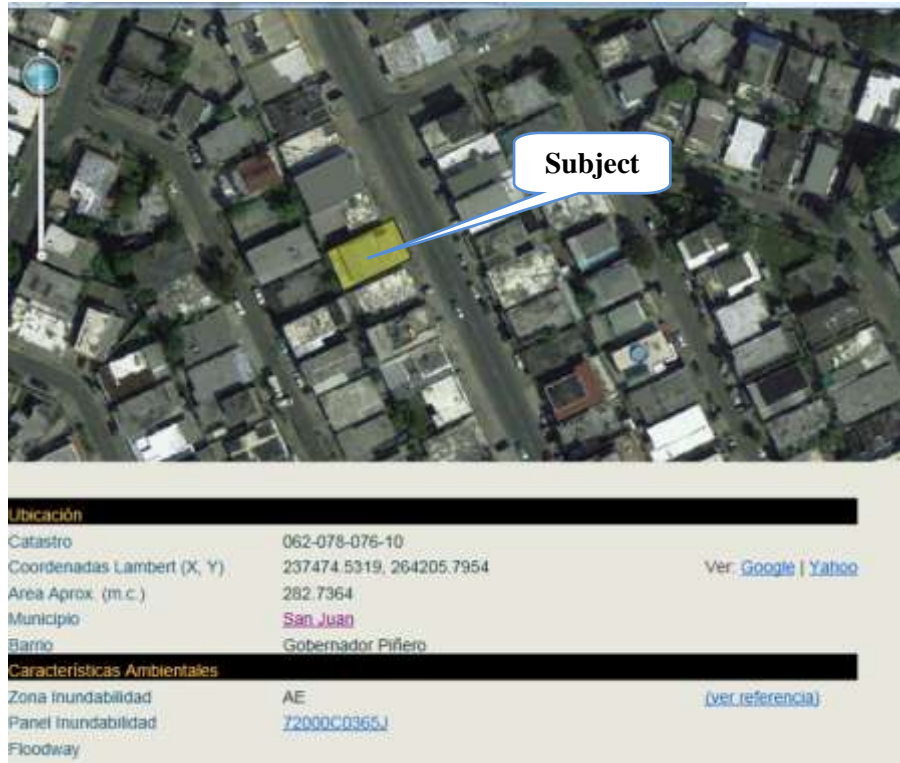 Subject
Ubicación
Catastro 062-078-076-10
Coordenadas Lambert (X, Y) 237474.5319, 264205.7954 Ver: Google | Yahoo
Area Aprox. (m.c.) 282.7364
Municipio San Juan
Barrio Gobernador Piñero
Características Ambientales
Zona Inundabilidad AE (ver referencia)
Panel Inundabilidad 72000C0365J
Floodway